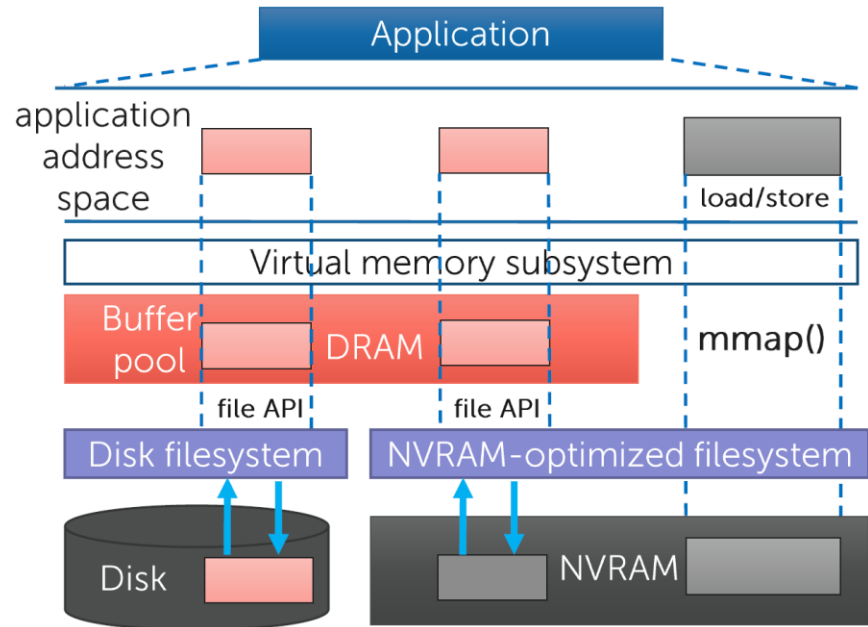 Application
application
address
space
load/store
Virtual memory subsystem
Buffer
pool
DRAM
mmap()
file API
file API
Disk filesystem
NVRAM-optimized filesystem
Disk
NVRAM